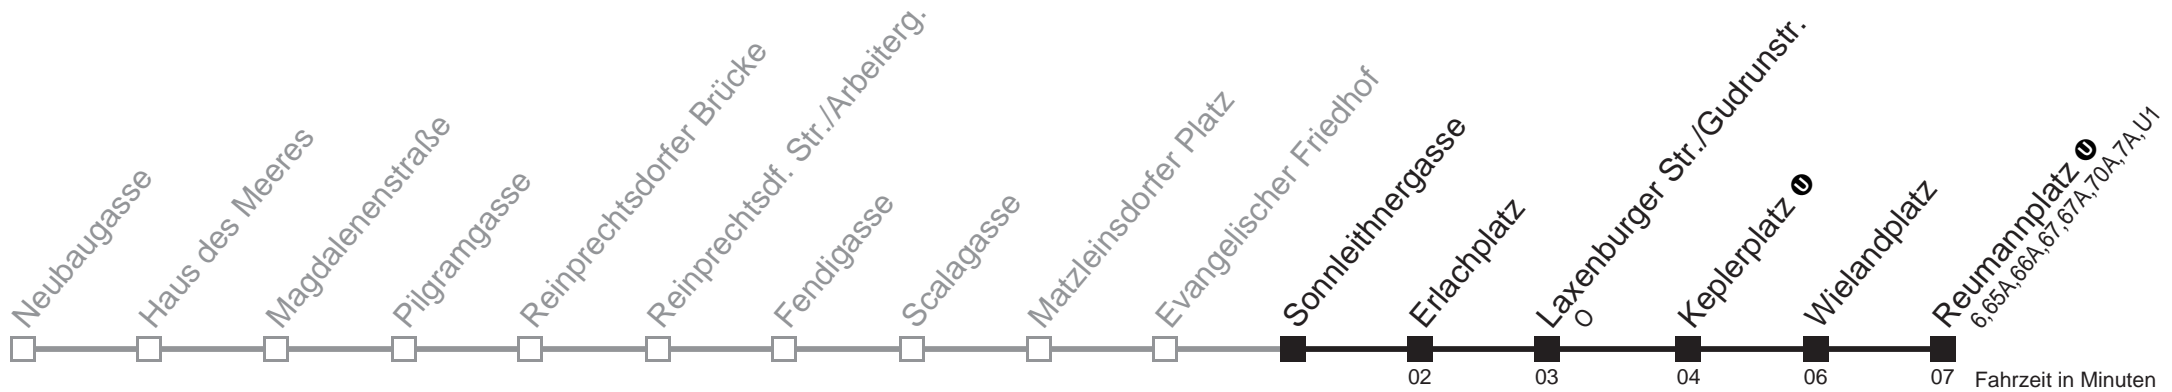 Neubaugasse
Haus des Meeres
Magdalenenstraße
Pilgramgasse
Reinprechtsdorfer Brücke
Reinprechtsdf. Str./Arbeiterg.
Fendigasse
Scalagasse
Matzleinsdorfer Platz
Evangelischer Friedhof
Sonnleithnergasse
Erlachplatz
Laxenburger Str./Gudrunstr.
O
Keplerplatz U
Wielandplatz
Reumannplatz U
6,65A,66A,67,67A,70A,7A,U1
02 03 04 06 07 Fahrzeit in Minuten